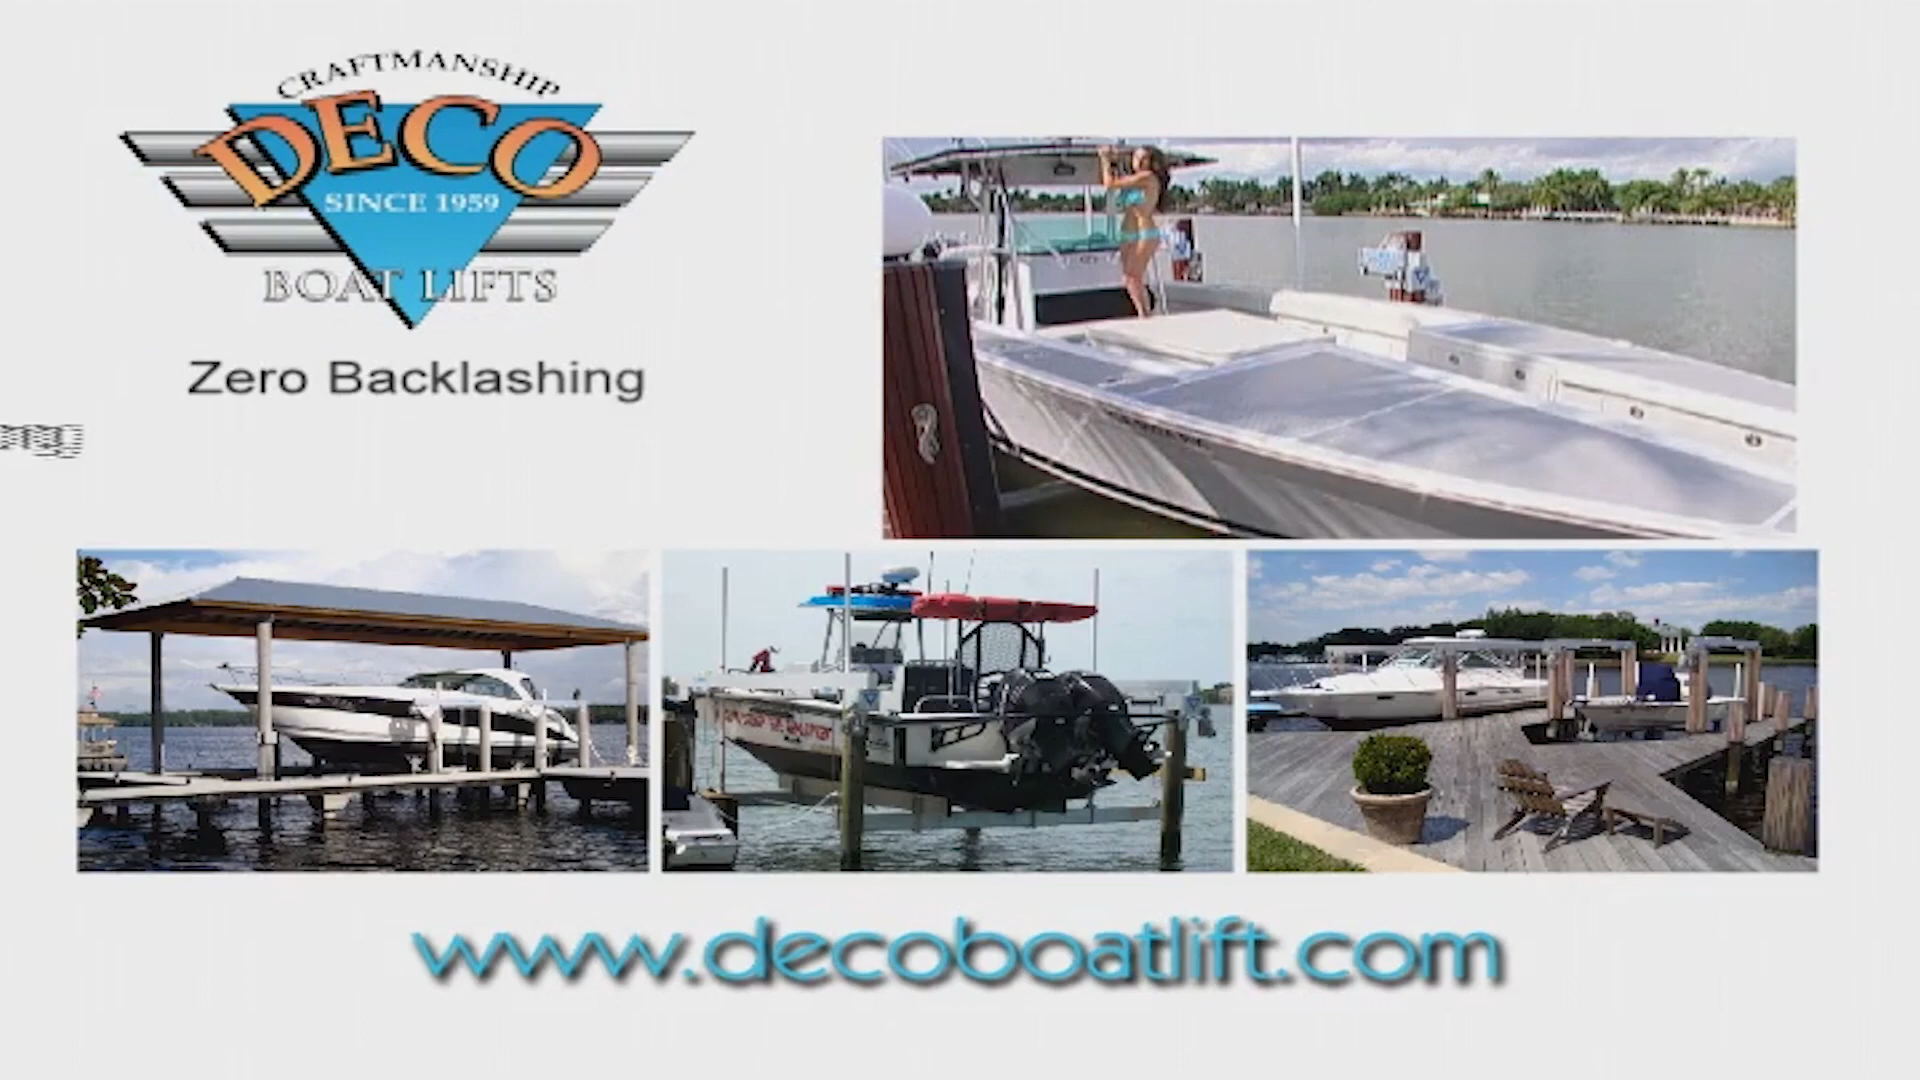 CRAFTMANSHIP
DECO
SINCE 1959
BOAT LIFTS
Zero Backlashing
www.decoboatlift.com